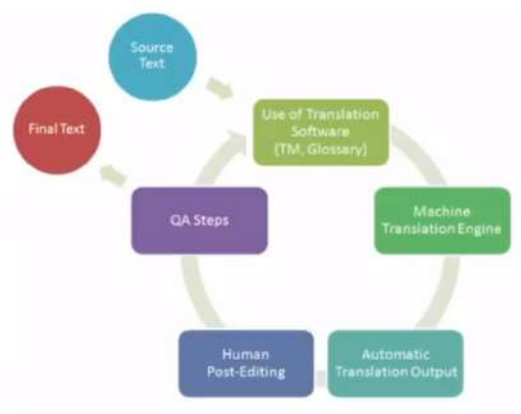 Source
Text
Final Text
Use of Translation
Software
(TM, Glossary)
QA Steps
Machine
Translation Engine
Human
Post-Editing
Automatic
Translation Output